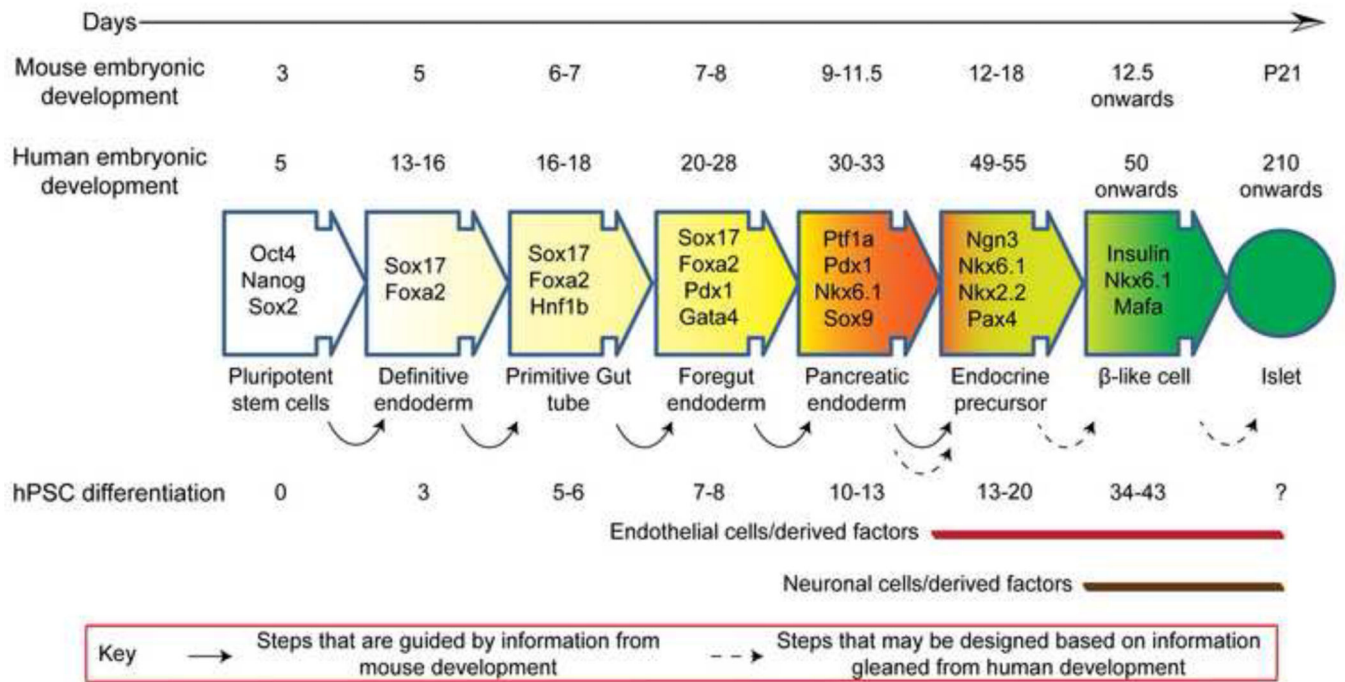 Days
Mouse embryonic development 3 5 6-7 7-8 9-11.5 12-18 12.5 onwards P21
Human embryonic development 5 13-16 16-18 20-28 30-33 49-55 50 onwards 210 onwards
Oct4
Nanog
Sox2
Sox17
Foxa2
Sox17
Foxa2
Hnf1b
Sox17
Foxa2
Pdx1
Gata4
Ptf1a
Pdx1
Nkx6.1
Sox9
Ngn3
Nkx6.1
Nkx2.2
Pax4
Insulin
Nkx6.1
Mafa
Pluripotent
stem cells
Definitive
endoderm
Primitive Gut
tube
Foregut
endoderm
Pancreatic
endoderm
Endocrine
precursor
β-like cell
Islet
hPSC differentiation 0 3 5-6 7-8 10-13 13-20 34-43 ?
Endothelial cells/derived factors
Neuronal cells/derived factors
Key
Steps that are guided by information from
mouse development
Steps that may be designed based on information
gleaned from human development